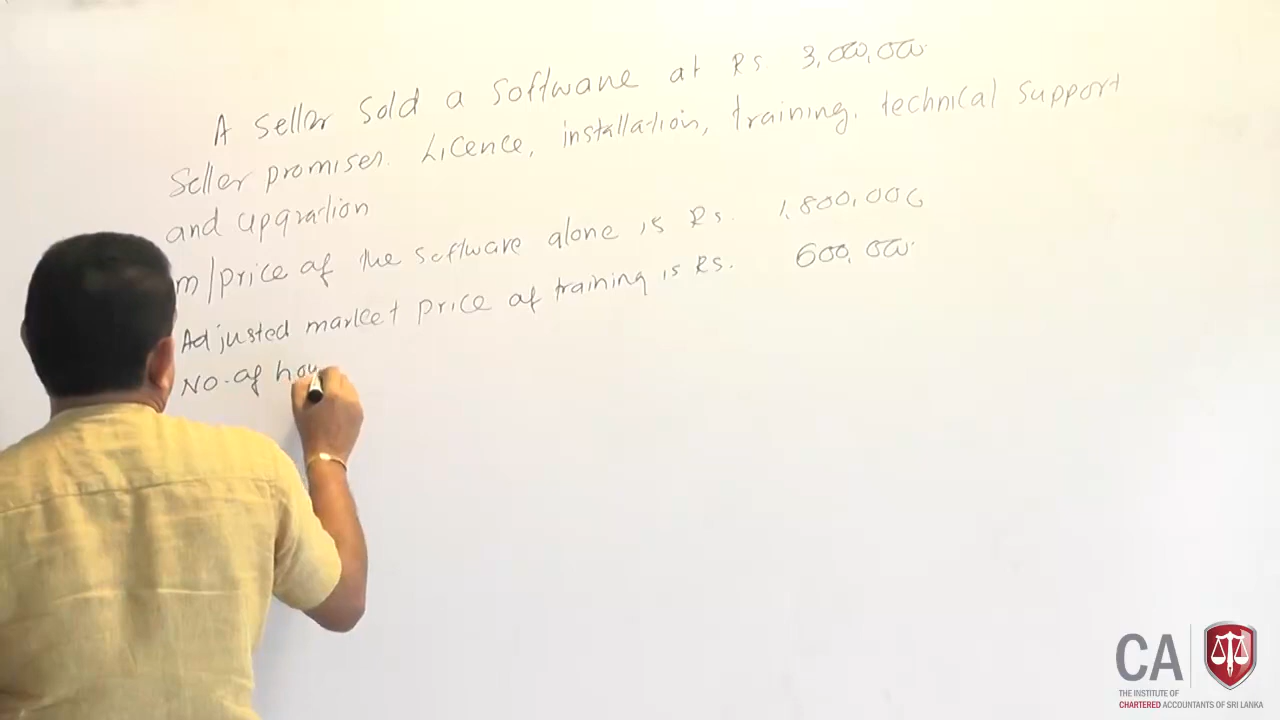 A Seller Sold a Software at Rs 3,000,000.
Seller promises. Licence, installation, training, technical support
and upgration
m/price of the software alone is Rs. 1,800,000
Adjusted market price of training is Rs. 600,000.
No. of hou
CA
THE INSTITUTE OF
CHARTERED ACCOUNTANTS OF SRI LANKA